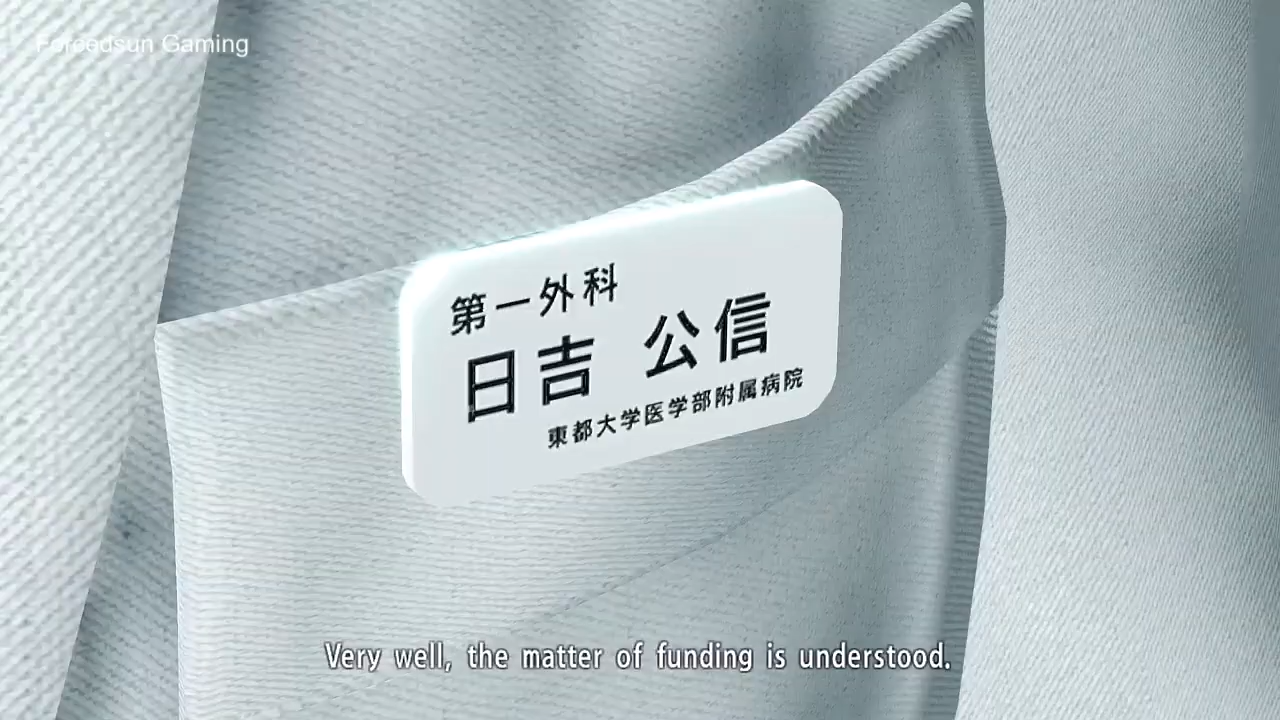 Forcedsun Gaming
第一外科
日吉 公信
東都大学医学部附属病院
Very well, the matter of funding is understood.